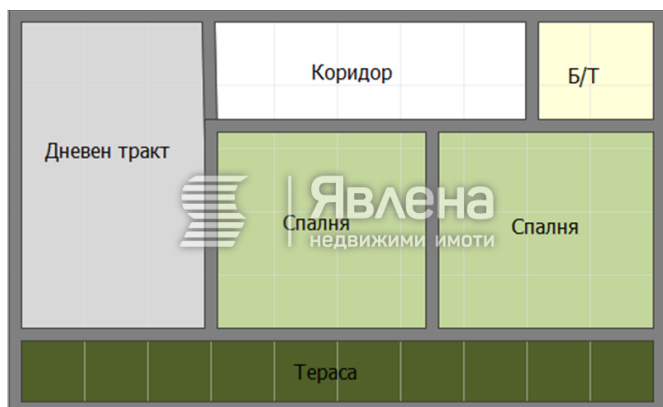 Коридор
Б/Т
Дневен тракт
Явлена
недвижими имоти
Спалня
Спалня
Тераса